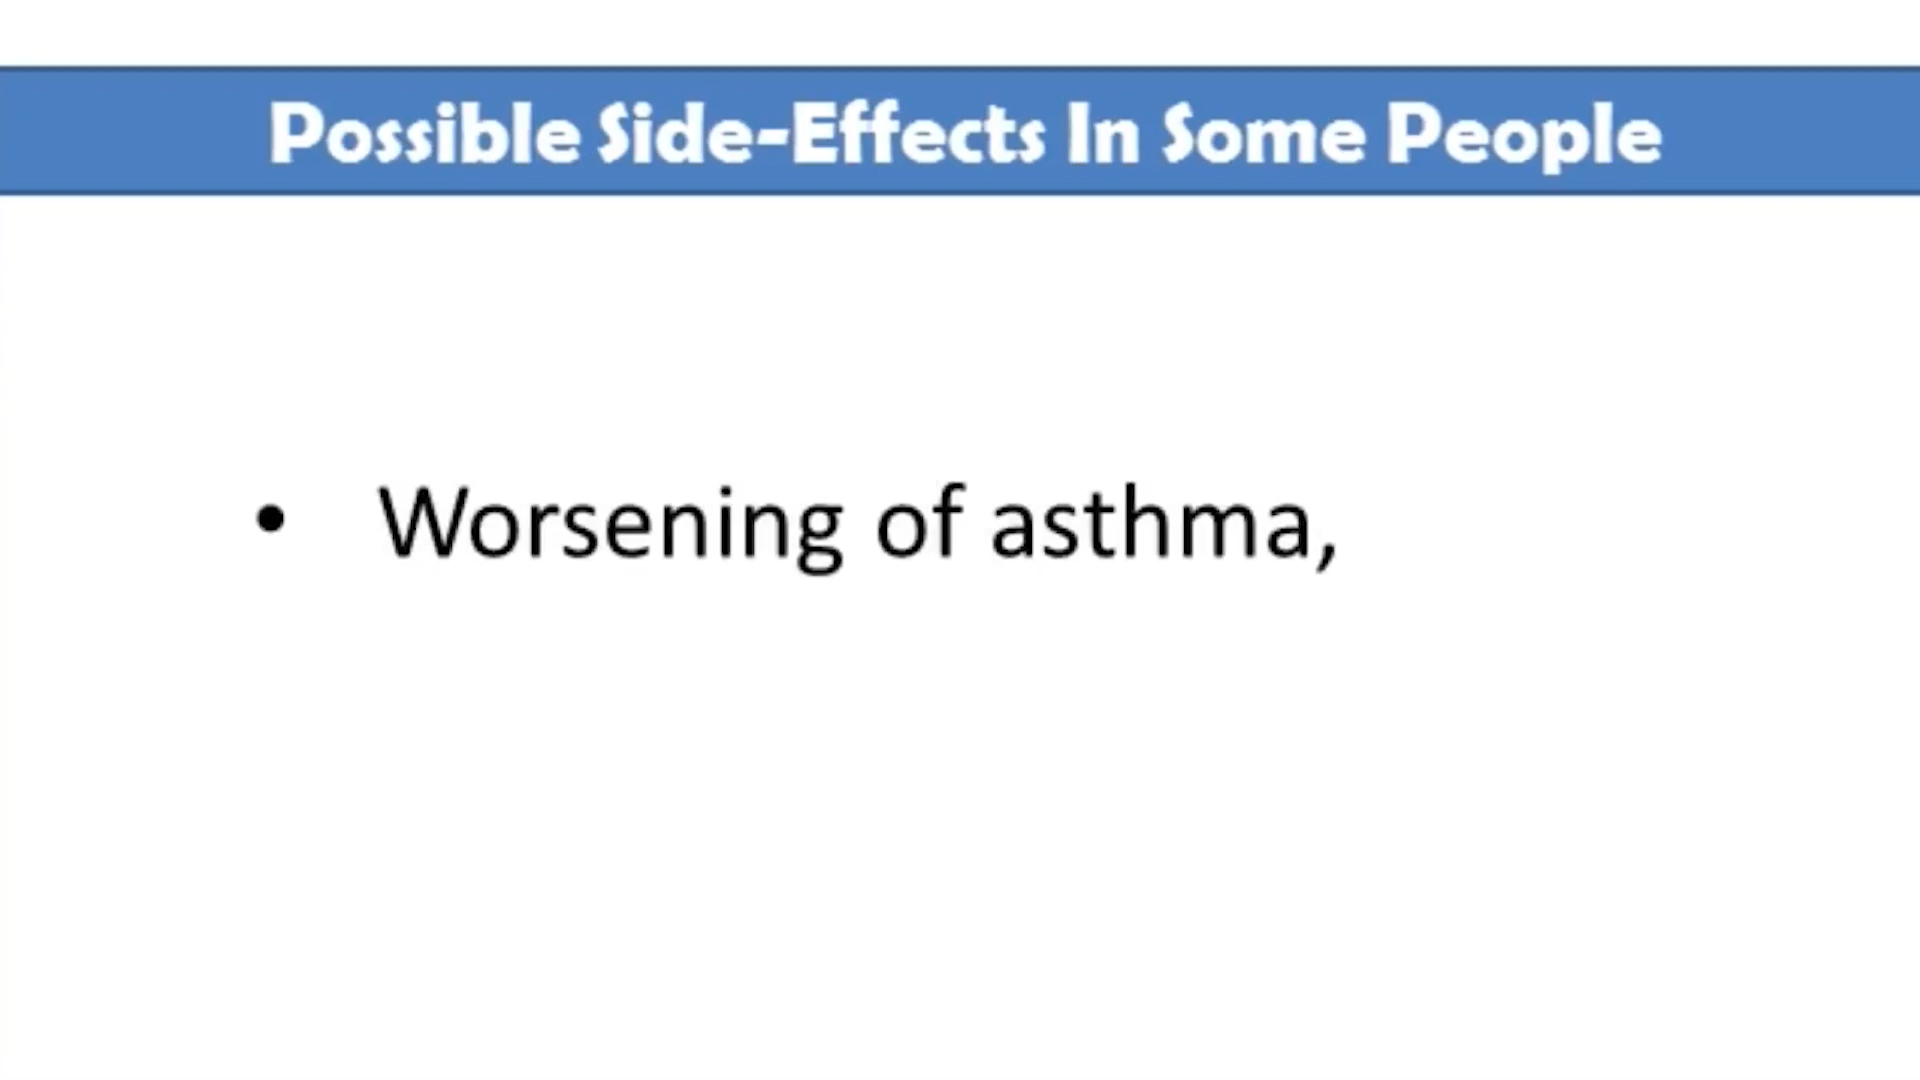 Possible Side-Effects In Some People
• Worsening of asthma,